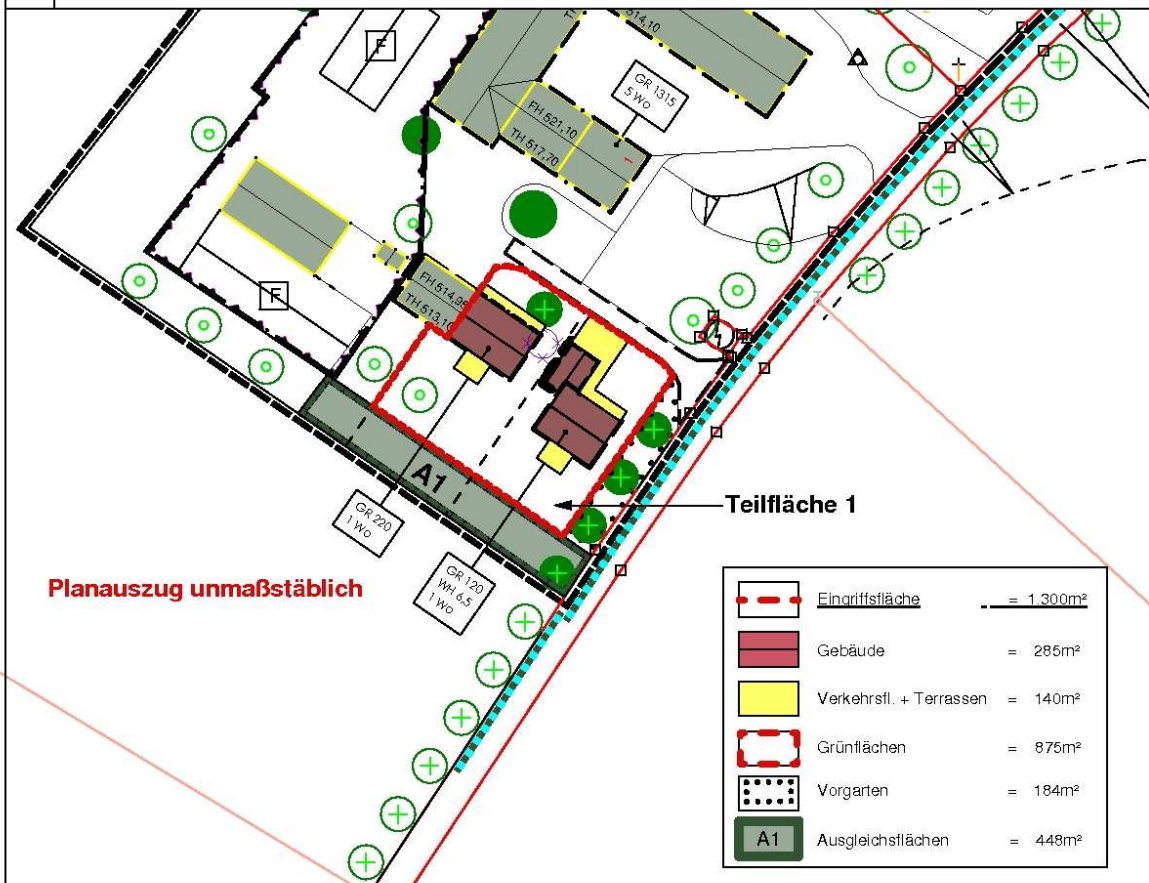 514,10
F
GR 1315
5 Wo
FH 521,10
TH 517,70
1
F
FH 514,95
TH 513,10
A1
GR 220
1 Wo
Teilfläche 1
GR 120
WH 6,5
1 Wo
Planauszug unmaßstäblich
Eingriffsfläche = 1.300m²
Gebäude = 285m²
Verkehrsfl. + Terrassen = 140m²
Grünflächen = 875m²
Vorgarten = 184m²
A1 Ausgleichsflächen = 448m²